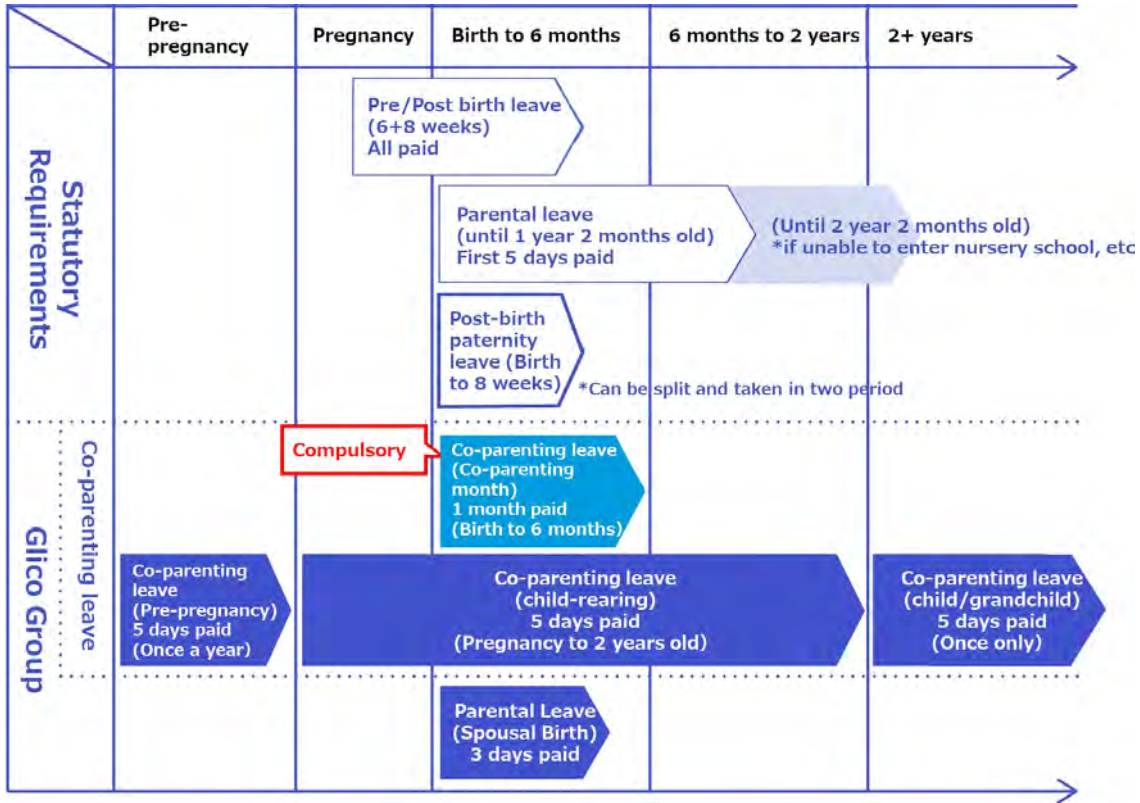 Pre-
pregnancy
Pregnancy
Birth to 6 months
6 months to 2 years
2+ years
Statutory
Requirements
Pre/Post birth leave
(6+8 weeks)
All paid
Parental leave
(until 1 year 2 months old)
First 5 days paid
(Until 2 year 2 months old)
*if unable to enter nursery school, etc
Post-birth
paternity
leave (Birth
to 8 weeks)
*Can be split and taken in two period
Glico Group
Co-parenting leave
Compulsory
Co-parenting leave
(Co-parenting
month)
1 month paid
(Birth to 6 months)
Co-parenting
leave
(Pre-pregnancy)
5 days paid
(Once a year)
Co-parenting leave
(child-rearing)
5 days paid
(Pregnancy to 2 years old)
Co-parenting leave
(child/grandchild)
5 days paid
(Once only)
Parental Leave
(Spousal Birth)
3 days paid